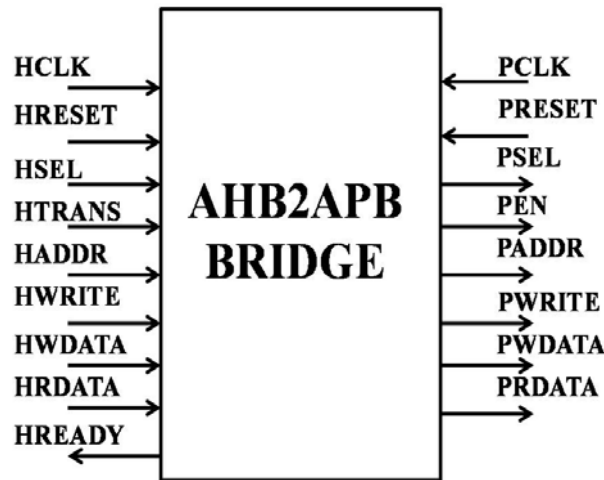 HCLK
HRESET
HSEL
HTRANS
HADDR
HWRITE
HWDATA
HRDATA
HREADY
AHB2APB
BRIDGE
PCLK
PRESET
PSEL
PEN
PADDR
PWRITE
PWDATA
PRDATA